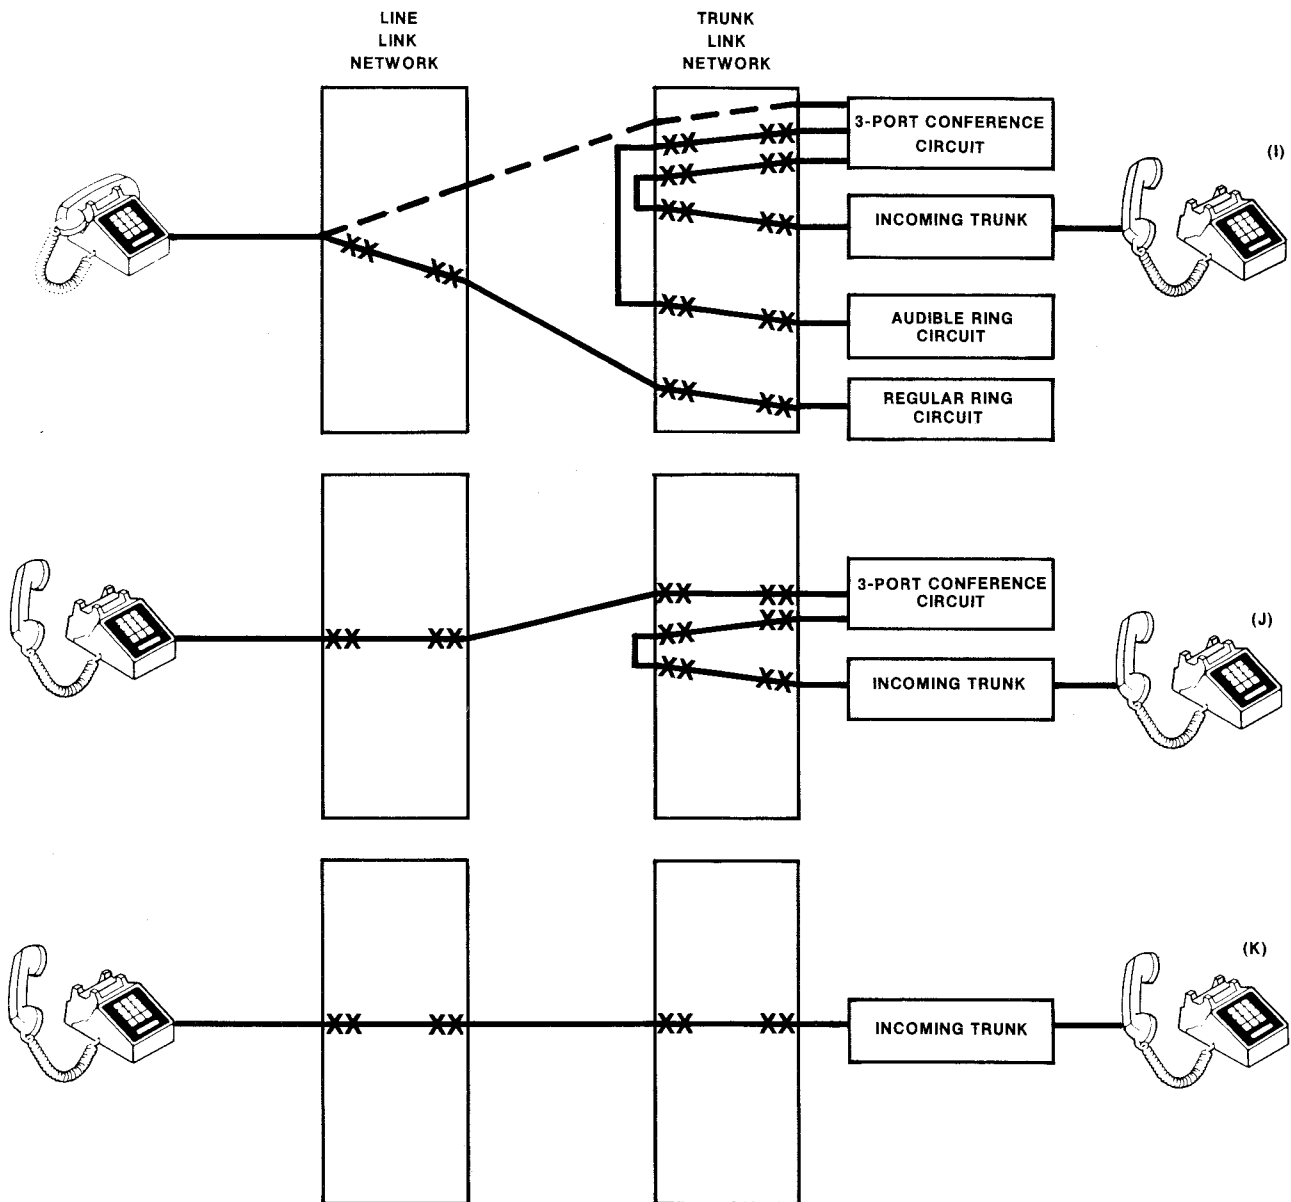 LINE
LINK
NETWORK
TRUNK
LINK
NETWORK
3-PORT CONFERENCE
CIRCUIT
(I)
INCOMING TRUNK
AUDIBLE RING
CIRCUIT
REGULAR RING
CIRCUIT
3-PORT CONFERENCE
CIRCUIT
(J)
INCOMING TRUNK
(K)
INCOMING TRUNK